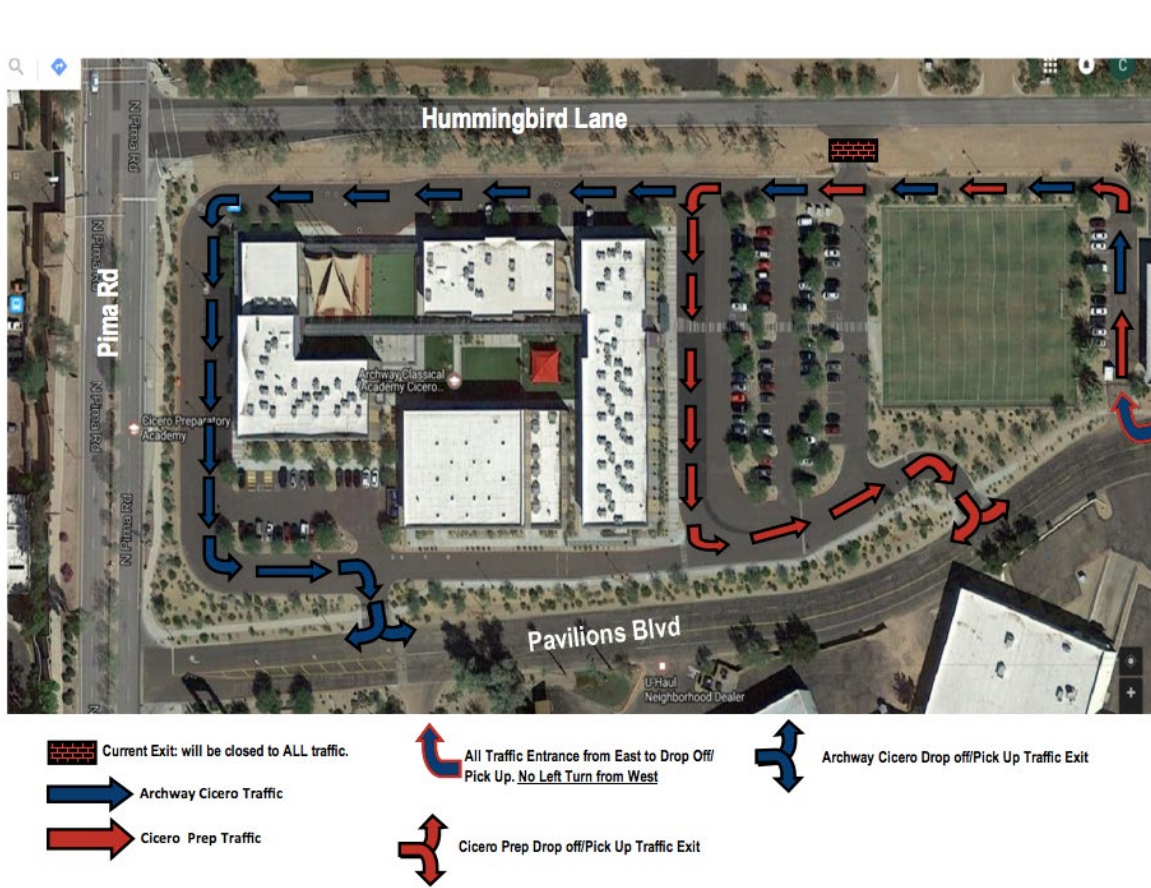 C
Hummingbird Lane
N Pima Rd
N Pima Rd
Pima Rd
Archway Classical
Academy Cicero...
N Pima Rd
Cicero Preparatory
Academy
N Pima Rd
Pavilions Blvd
U-Haul
Neighborhood Dealer
N
+
Current Exit: will be closed to ALL traffic.
Archway Cicero Traffic
Cicero Prep Traffic
All Traffic Entrance from East to Drop Off/
Pick Up. No Left Turn from West
Cicero Prep Drop off/Pick Up Traffic Exit
Archway Cicero Drop off/Pick Up Traffic Exit